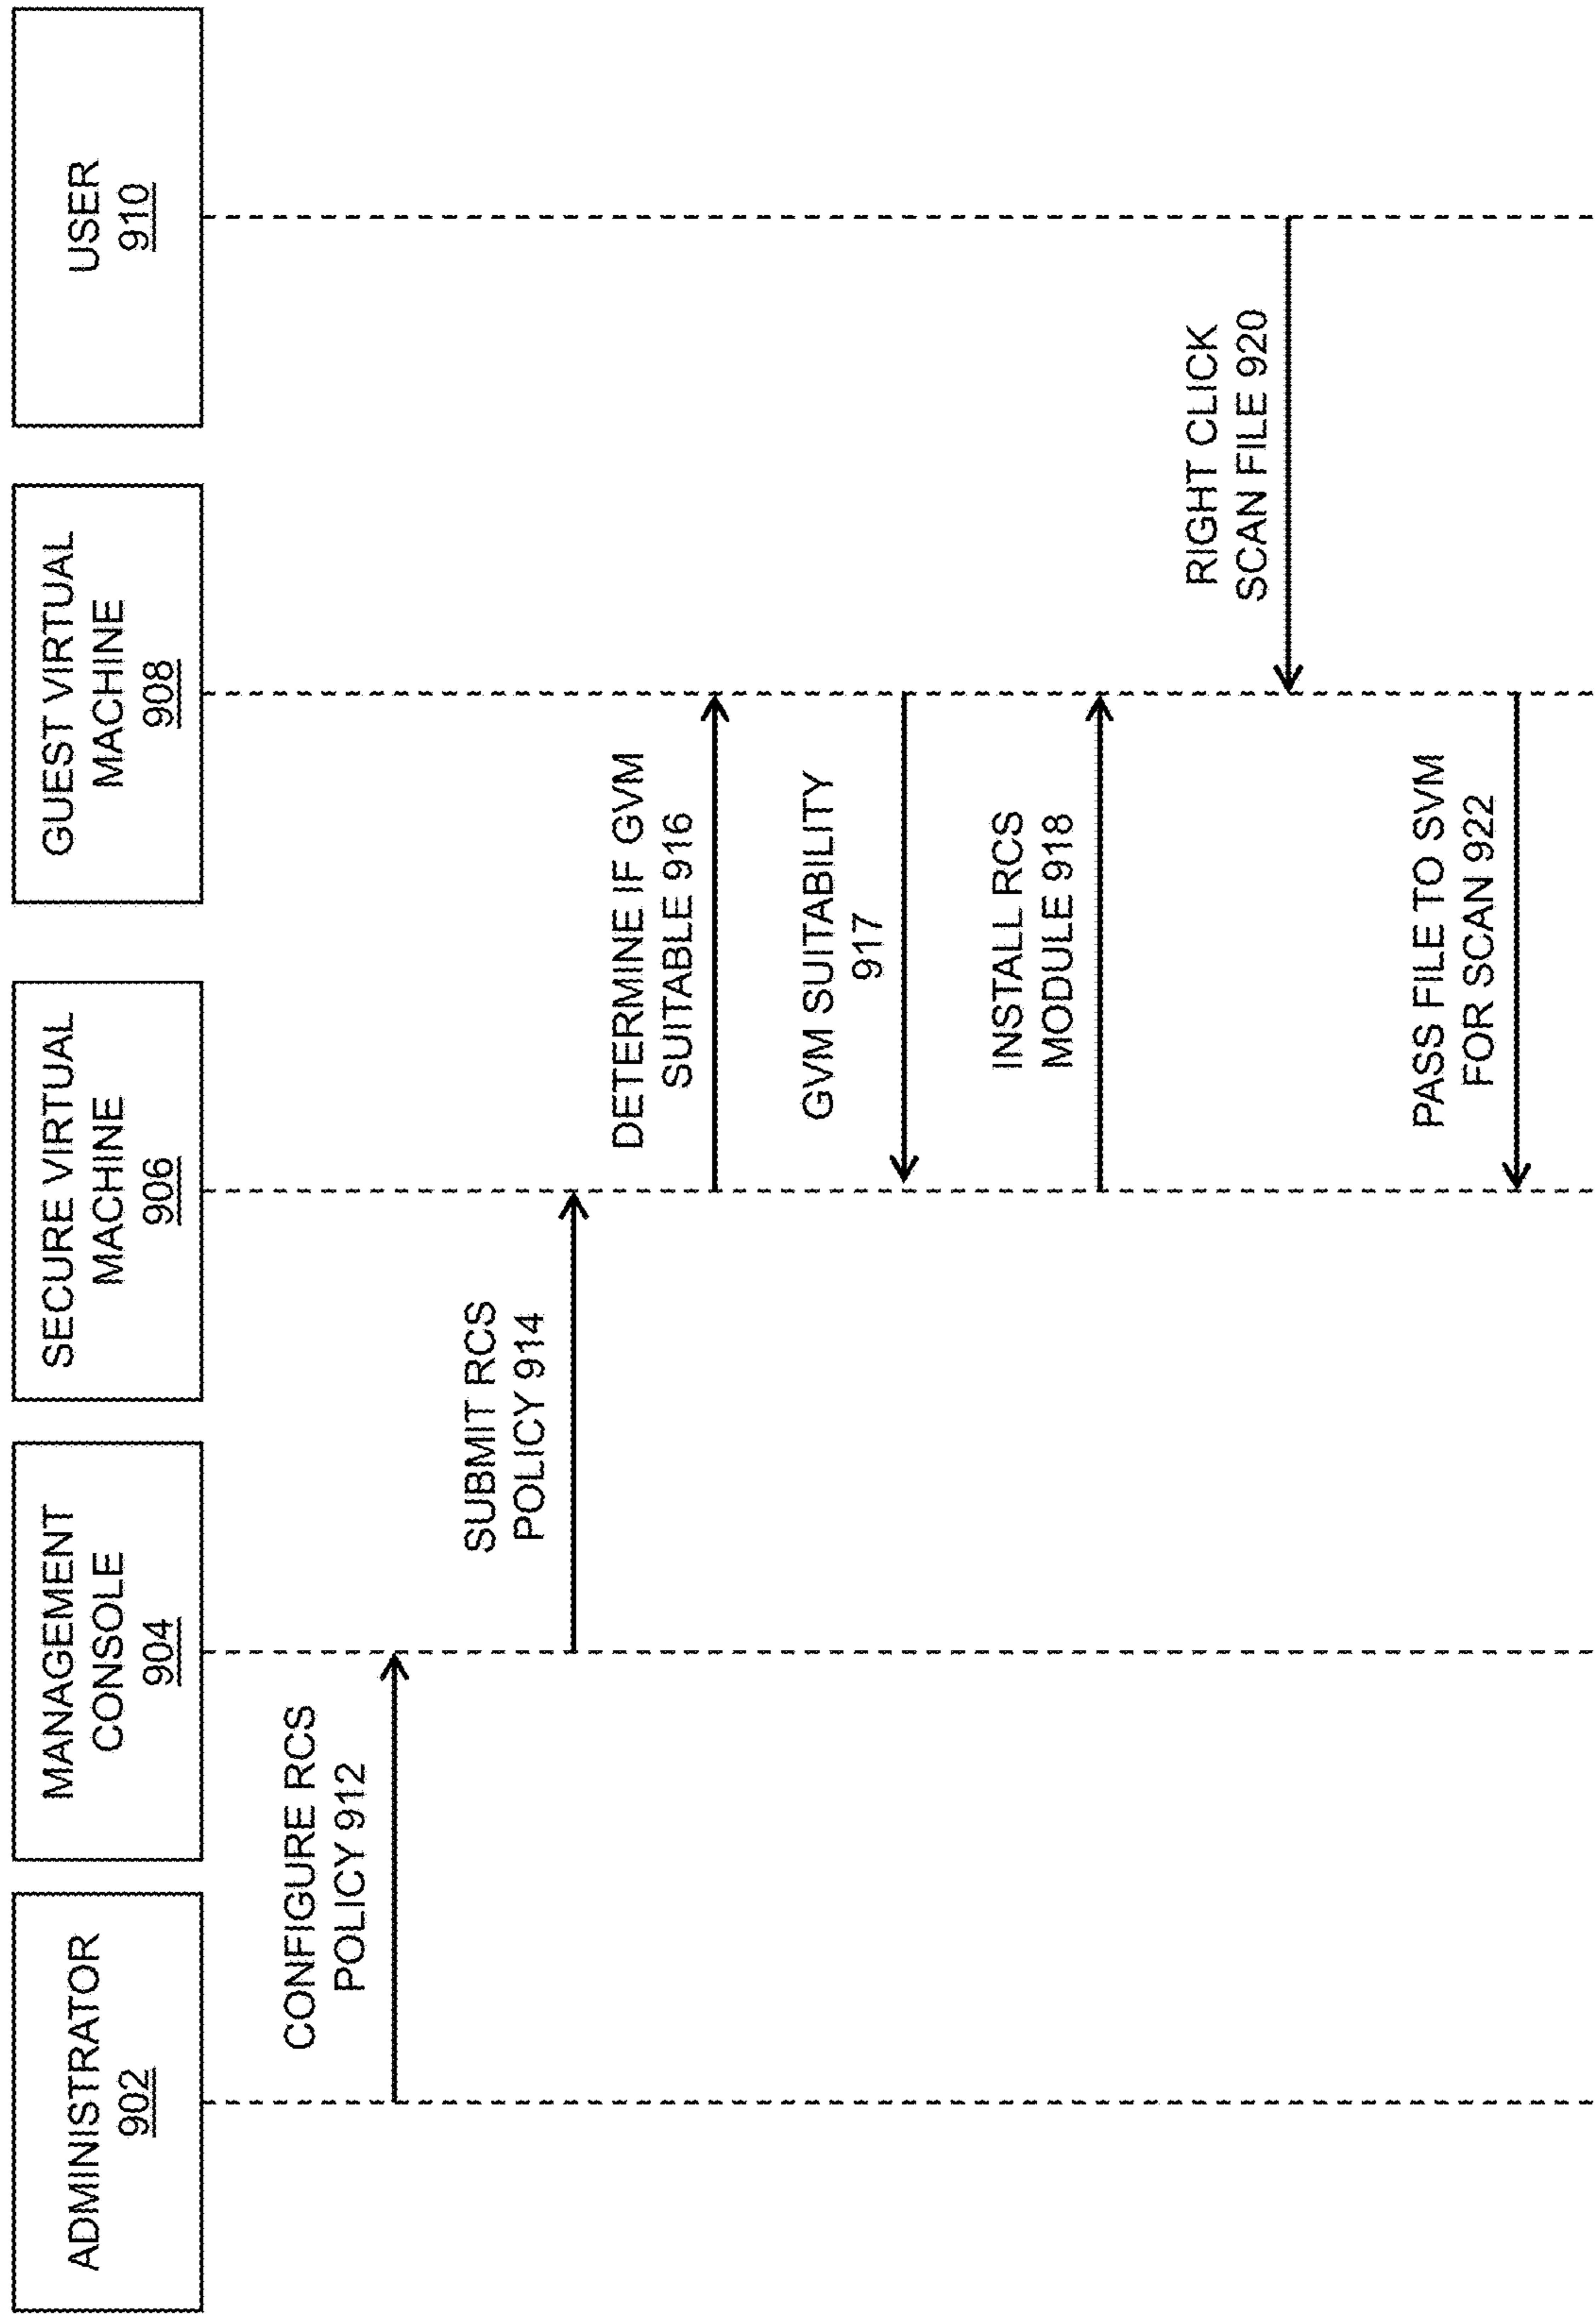 ADMINISTRATOR
902
MANAGEMENT
CONSOLE
904
SECURE VIRTUAL
MACHINE
906
GUEST VIRTUAL
MACHINE
908
USER
910
CONFIGURE RCS
POLICY 912
SUBMIT RCS
POLICY 914
DETERMINE IF GVM
SUITABLE 916
GVM SUITABILITY
917
INSTALL RCS
MODULE 918
RIGHT CLICK
SCAN FILE 920
PASS FILE TO SVM
FOR SCAN 922